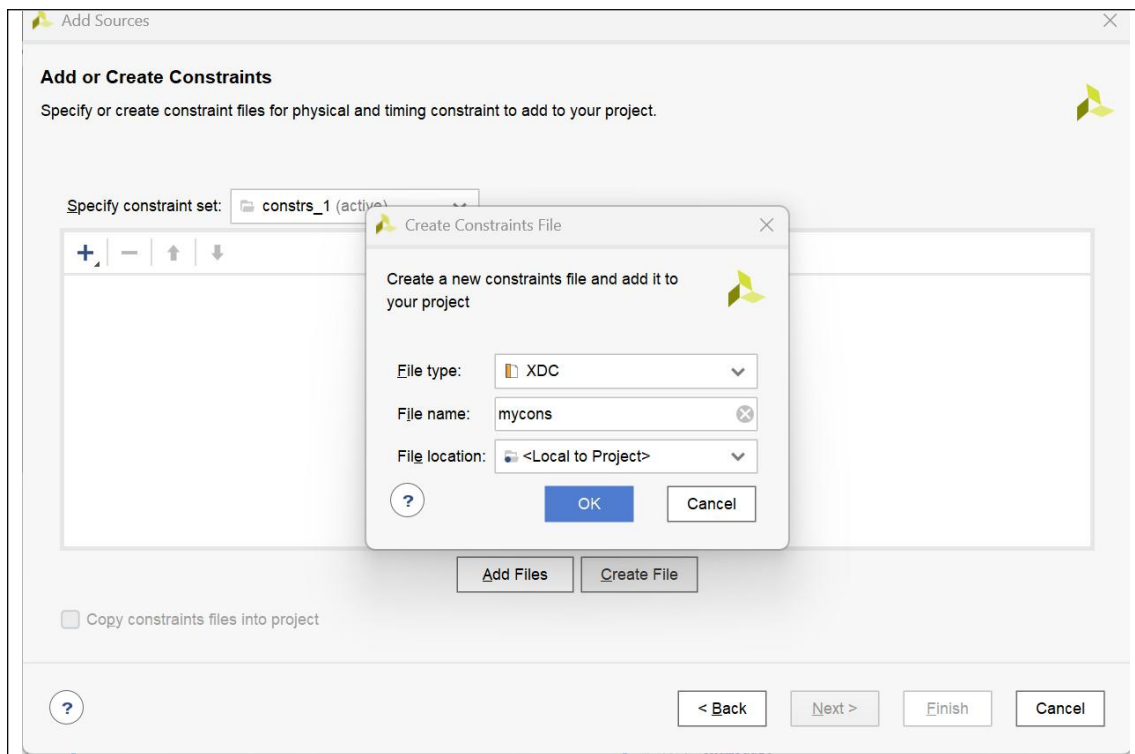 Add Sources
Add or Create Constraints
Specify or create constraint files for physical and timing constraint to add to your project.
Specify constraint set: constrs_1 (active)
Create Constraints File
Create a new constraints file and add it to
your project
File type: XDC
File name: mycons
File location: <Local to Project>
? OK Cancel
Add Files Create File
Copy constraints files into project
? < Back Next > Finish Cancel